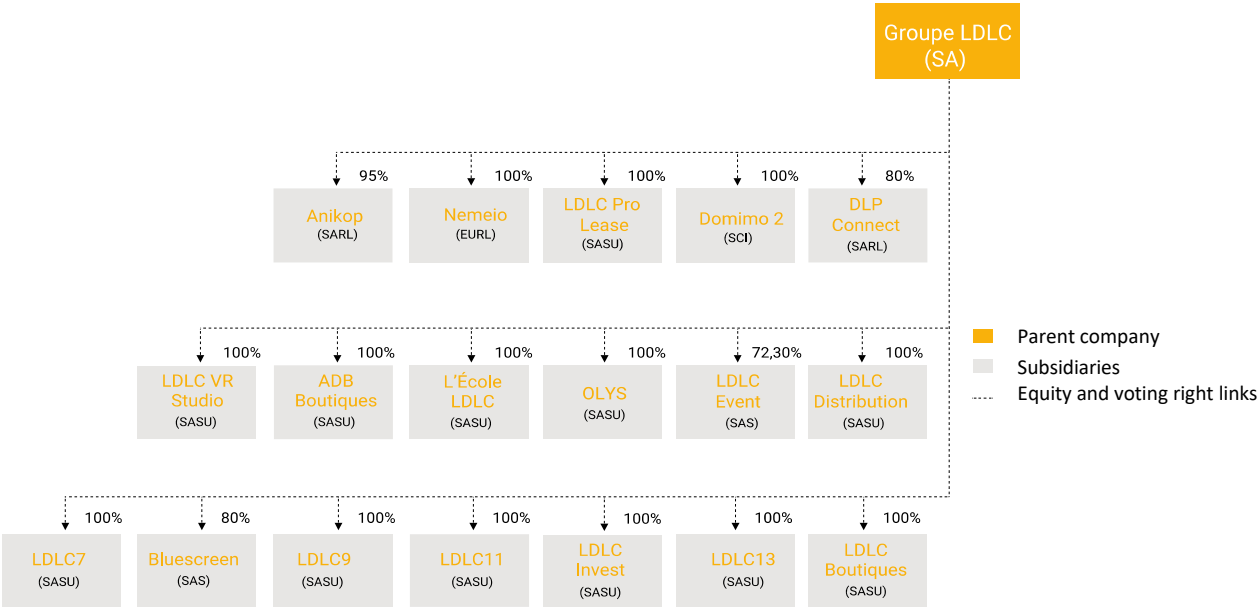 Groupe LDLC
(SA)
95%
100%
100%
100%
80%
Anikop
(SARL)
Nemeio
(EURL)
LDLC Pro
Lease
(SASU)
Domimo 2
(SCI)
DLP
Connect
(SARL)
100%
100%
100%
100%
72,30%
100%
LDLC VR
Studio
(SASU)
ADB
Boutiques
(SASU)
L'École
LDLC
(SASU)
OLYS
(SASU)
LDLC
Event
(SAS)
LDLC
Distribution
(SASU)
Parent company
Subsidiaries
Equity and voting right links
100%
80%
100%
100%
100%
100%
100%
LDLC7
(SASU)
Bluescreen
(SAS)
LDLC9
(SASU)
LDLC11
(SASU)
LDLC
Invest
(SASU)
LDLC13
(SASU)
LDLC
Boutiques
(SASU)